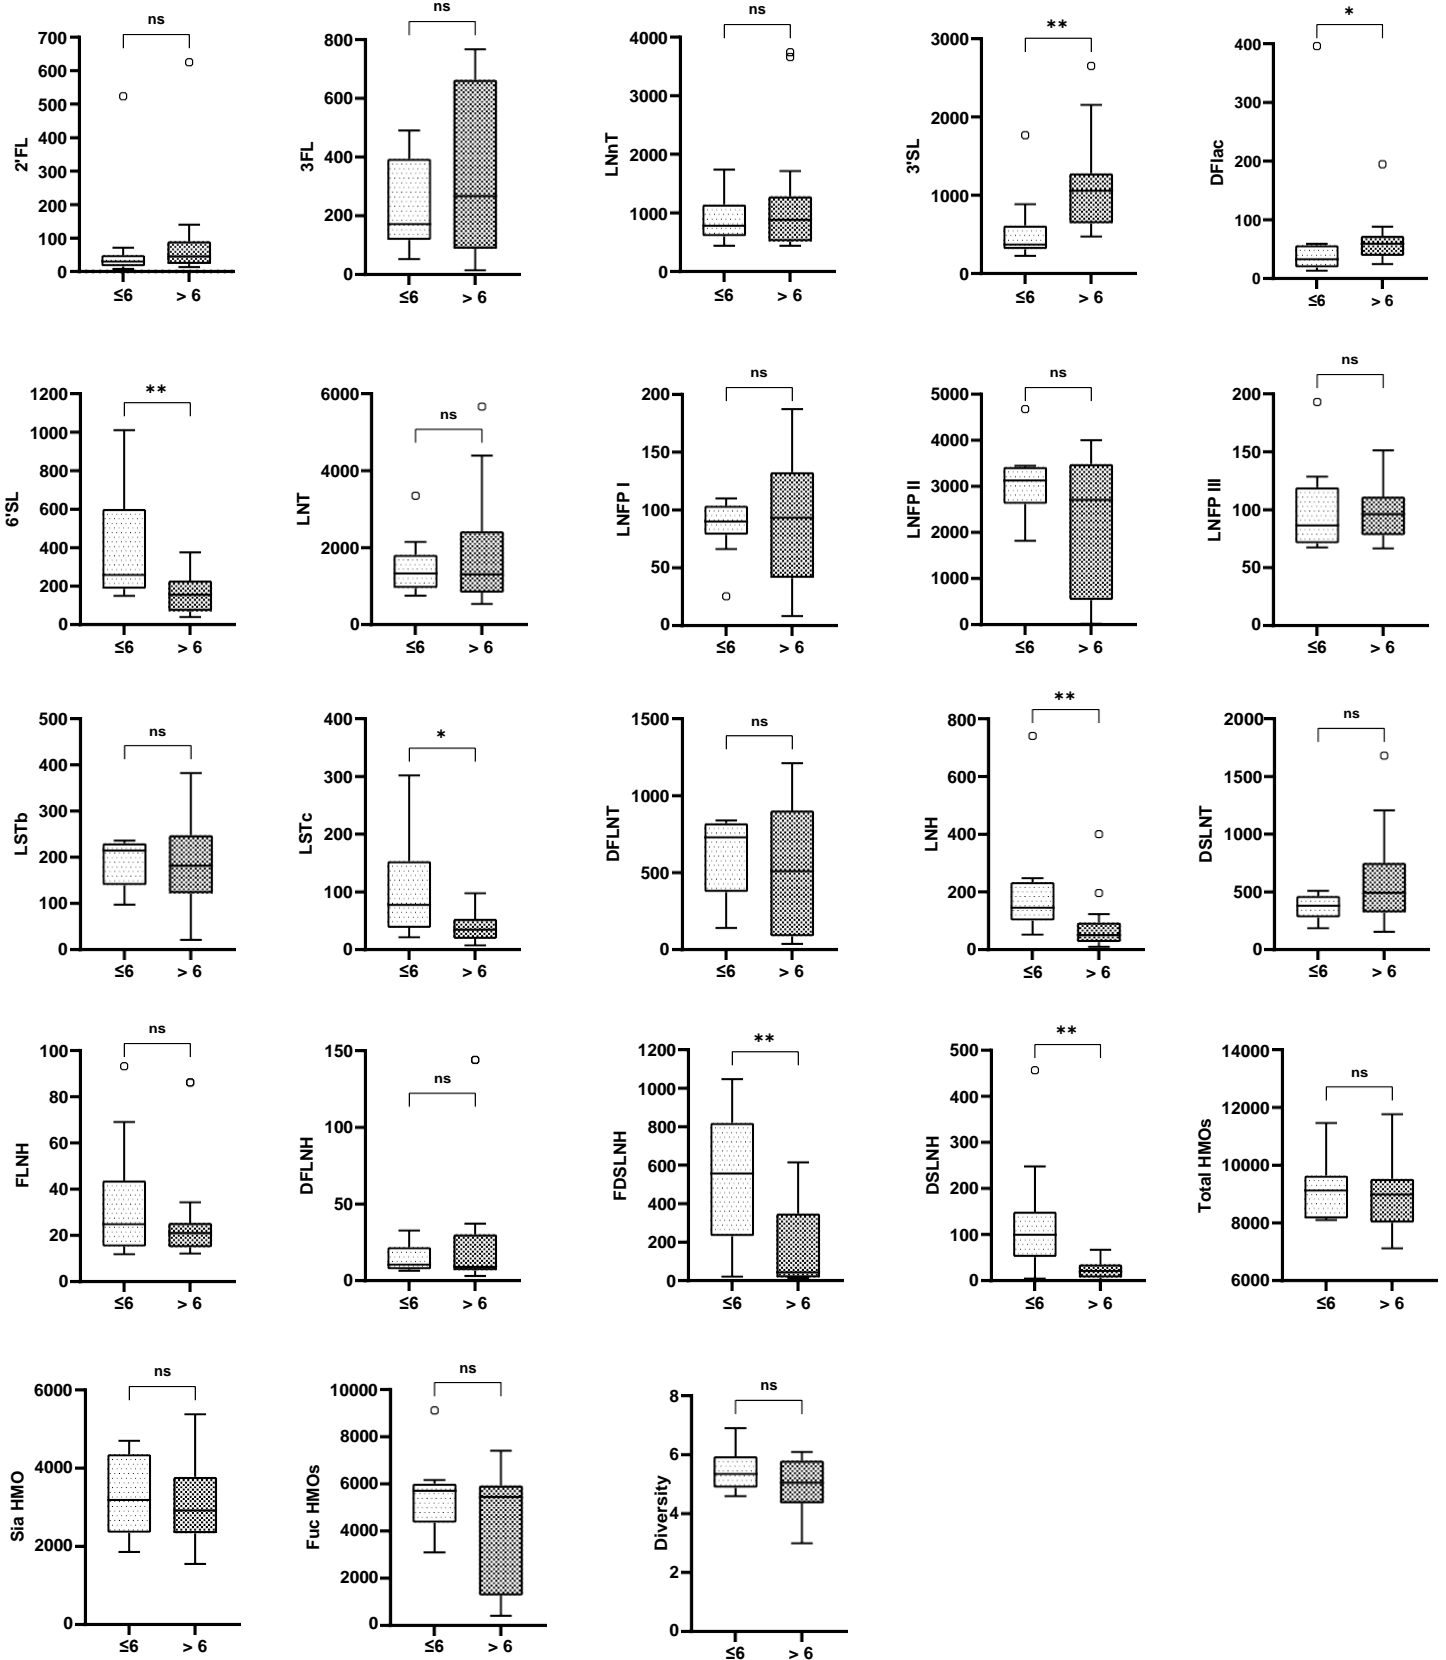 ns
2'FL
700
600
500
400
300
200
100
0
≤6 > 6
ns
3FL
800
600
400
200
0
≤6 > 6
ns
LNnT
4000
3000
2000
1000
0
≤6 > 6
**
3'SL
3000
2000
1000
0
≤6 > 6
*
DFlac
400
300
200
100
0
≤6 > 6
**
6'SL
1200
1000
800
600
400
200
0
≤6 > 6
ns
LNT
6000
4000
2000
0
≤6 > 6
ns
LNFP I
200
150
100
50
0
≤6 > 6
ns
LNFP II
5000
4000
3000
2000
1000
0
≤6 > 6
ns
LNFP III
200
150
100
50
0
≤6 > 6
ns
LSTb
500
400
300
200
100
0
≤6 > 6
*
LSTc
400
300
200
100
0
≤6 > 6
ns
DFLNT
1500
1000
500
0
≤6 > 6
**
LNH
800
600
400
200
0
≤6 > 6
ns
DSLNT
2000
1500
1000
500
0
≤6 > 6
ns
FLNH
100
80
60
40
20
0
≤6 > 6
ns
DFLNH
150
100
50
0
≤6 > 6
**
FDSLNH
1200
1000
800
600
400
200
0
≤6 > 6
**
DSLNH
500
400
300
200
100
0
≤6 > 6
ns
Total HMOs
14000
12000
10000
8000
6000
≤6 > 6
ns
Sia HMO
6000
4000
2000
0
≤6 > 6
ns
Fuc HMOs
10000
8000
6000
4000
2000
0
≤6 > 6
ns
Diversity
8
6
4
2
0
≤6 > 6